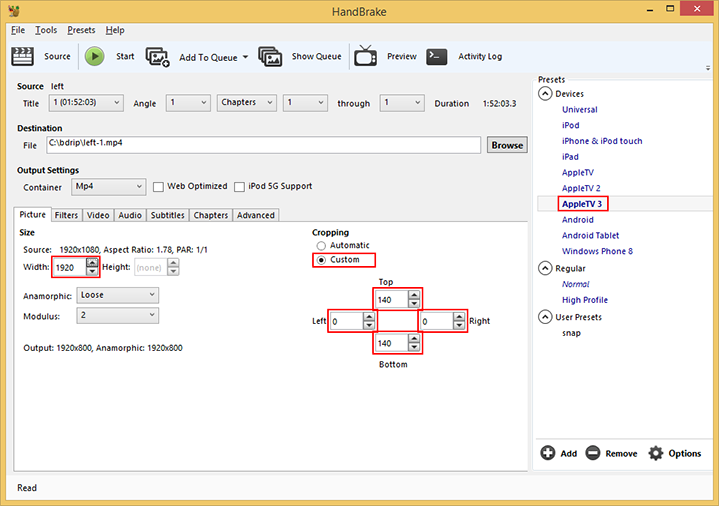 HandBrake
File Tools Presets Help
Source Start Add To Queue Show Queue Preview Activity Log
Source left
Title 1 (01:52:03) Angle 1 Chapters 1 through 1 Duration 1:52:03.3
Destination
File C:\bdrip\left-1.mp4 Browse
Output Settings
Container Mp4 Web Optimized iPod 5G Support
Picture Filters Video Audio Subtitles Chapters Advanced
Size
Source: 1920x1080, Aspect Ratio: 1.78, PAR: 1/1
Width: 1920 Height: (none)
Anamorphic: Loose
Modulus: 2
Output: 1920x800, Anamorphic: 1920x800
Cropping
Automatic
Custom
Top
140
Left 0 0 Right
140
Bottom
Presets
Devices
Universal
iPod
iPhone & iPod touch
iPad
AppleTV
AppleTV 2
AppleTV 3
Android
Android Tablet
Windows Phone 8
Regular
Normal
High Profile
User Presets
snap
Add Remove Options
Read